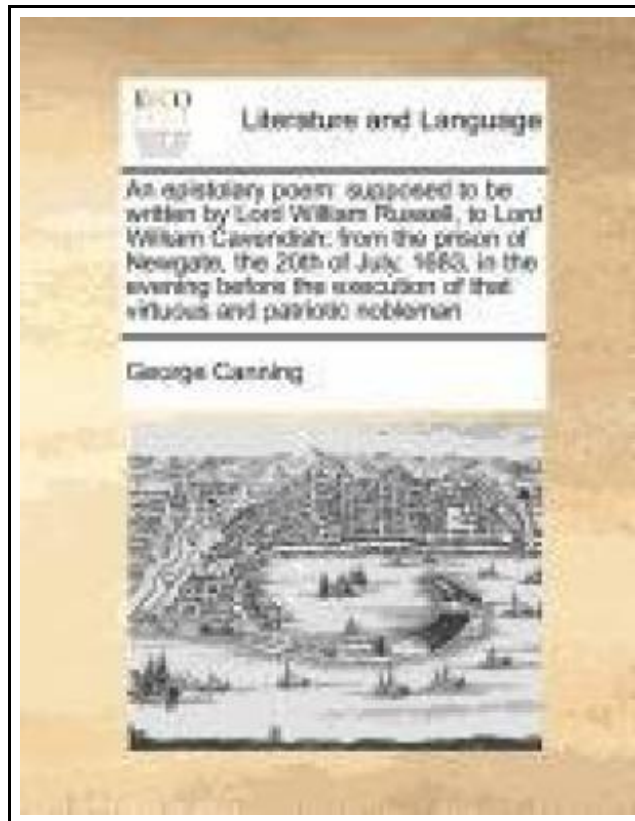 ECCO
Literature and Language
An epistolary poem: supposed to be
written by Lord William Russell, to Lord
William Cavendish; from the prison of
Newgate, the 20th of July, 1683, in the
evening before the execution of that
virtuous and patriotic nobleman
George Canning